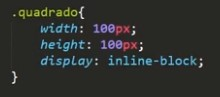 .quadrado{
    width: 100px;
    height: 100px;
    display: inline-block;
}